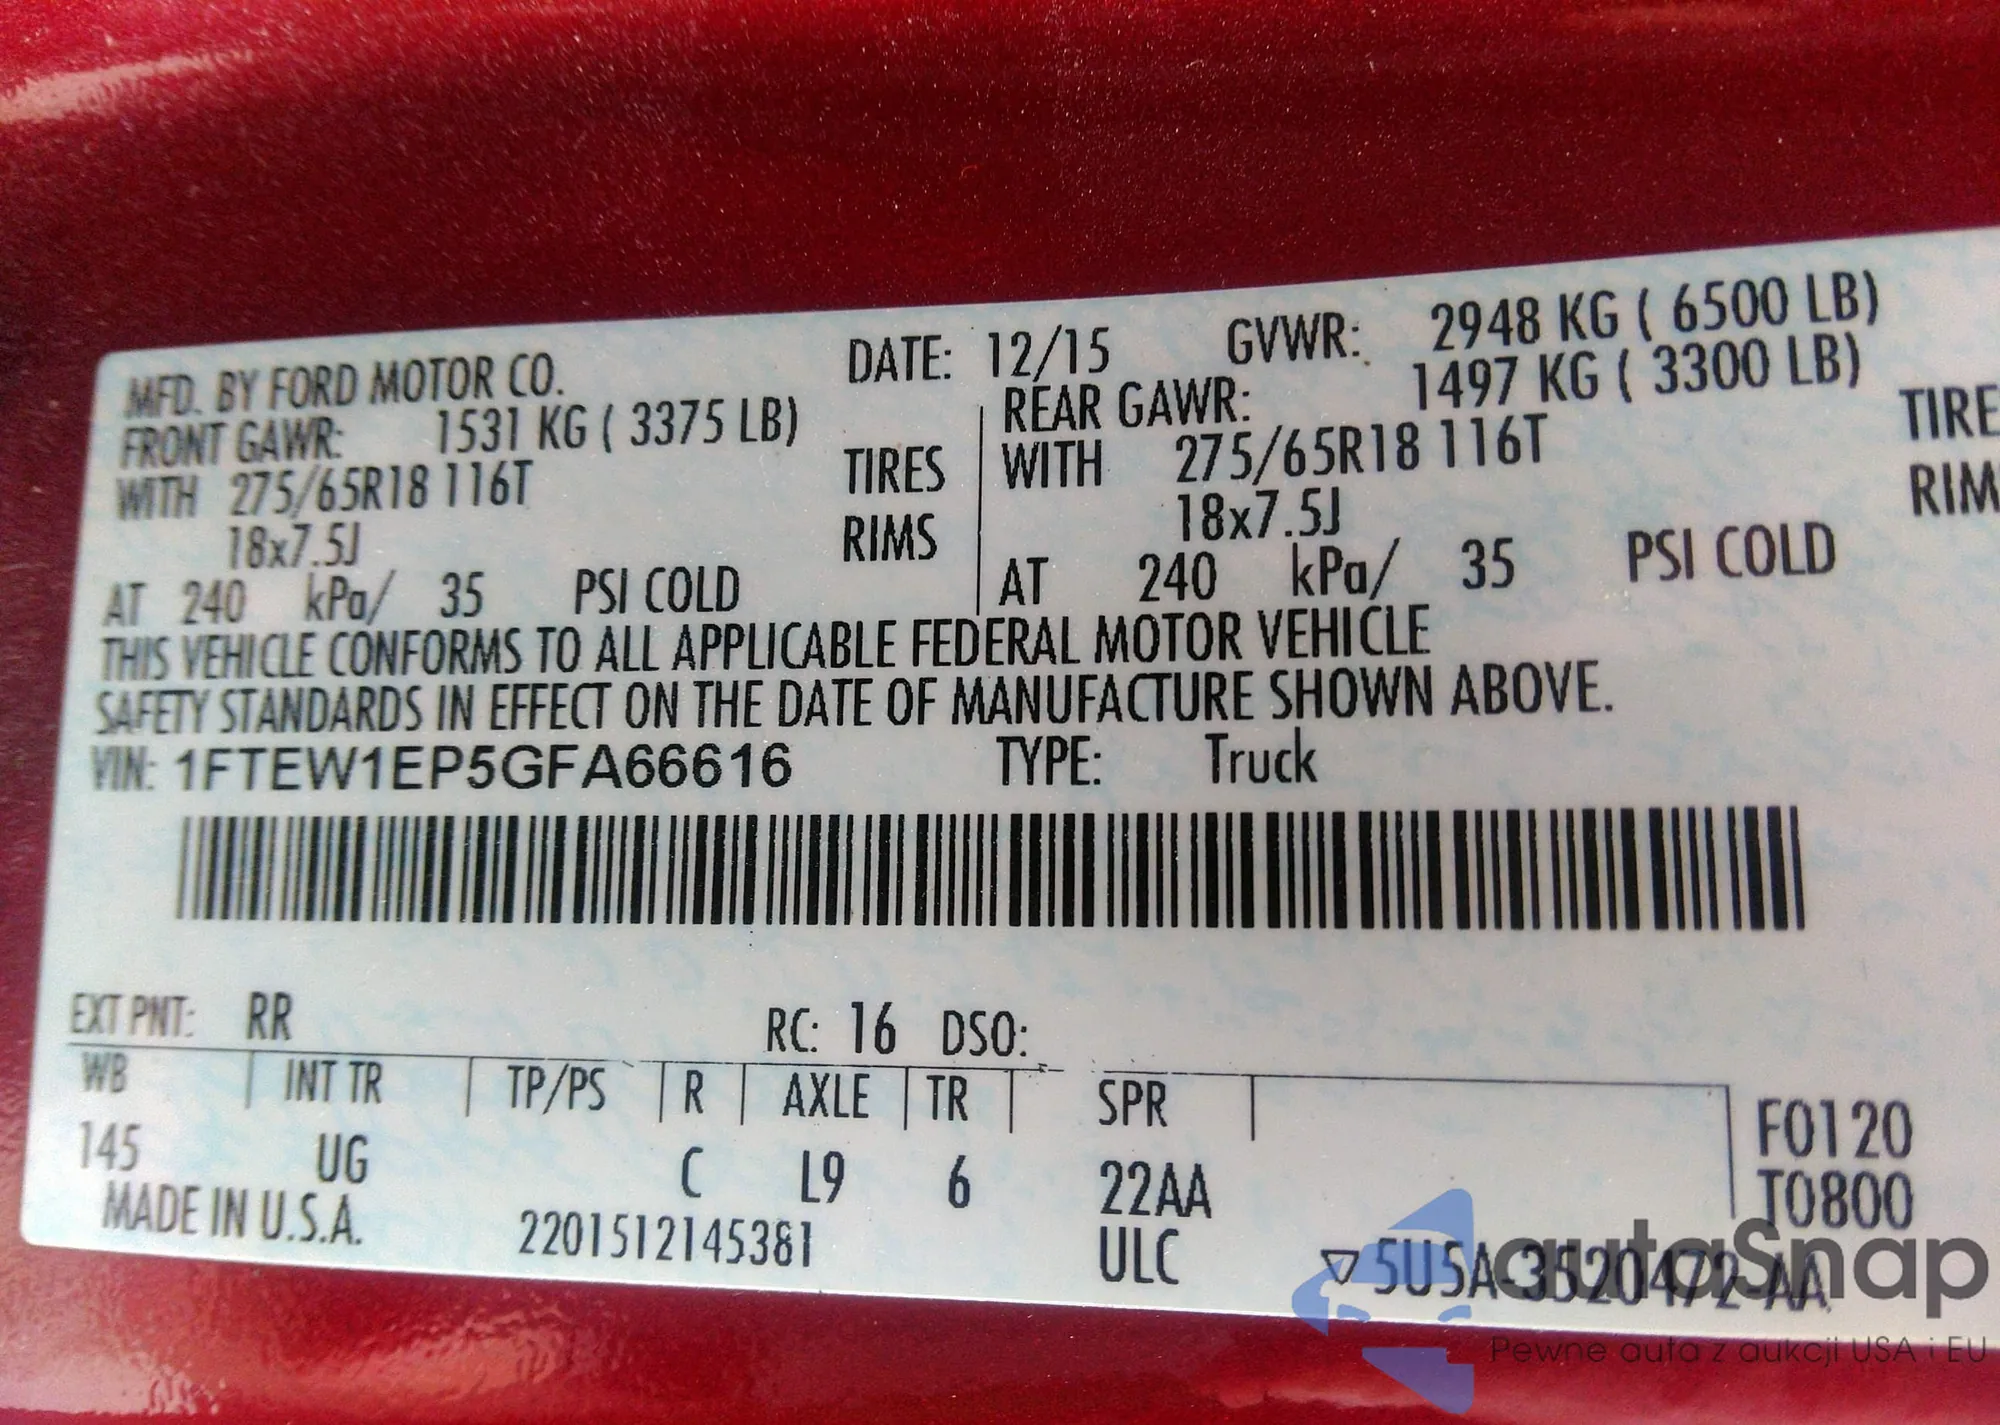 MFD. BY FORD MOTOR CO. DATE: 12/15 GVWR: 2948 KG ( 6500 LB)
FRONT GAWR: 1531 KG ( 3375 LB) REAR GAWR: 1497 KG ( 3300 LB)
WITH 275/65R18 116T TIRES WITH 275/65R18 116T TIRE
18x7.5J RIMS 18x7.5J RIM
AT 240 kPa/ 35 PSI COLD AT 240 kPa/ 35 PSI COLD
THIS VEHICLE CONFORMS TO ALL APPLICABLE FEDERAL MOTOR VEHICLE
SAFETY STANDARDS IN EFFECT ON THE DATE OF MANUFACTURE SHOWN ABOVE.
VIN: 1FTEW1EP5GFA66616 TYPE: Truck
EXT PNT: RR RC: 16 DSO:
WB INT TR TP/PS R AXLE TR SPR F0120
145 UG C L9 6 22AA T0800
MADE IN U.S.A. 2201512145381 ULC 5U5A-3520472-AA
autaSnap
Pewne auta z aukcji USA i EU